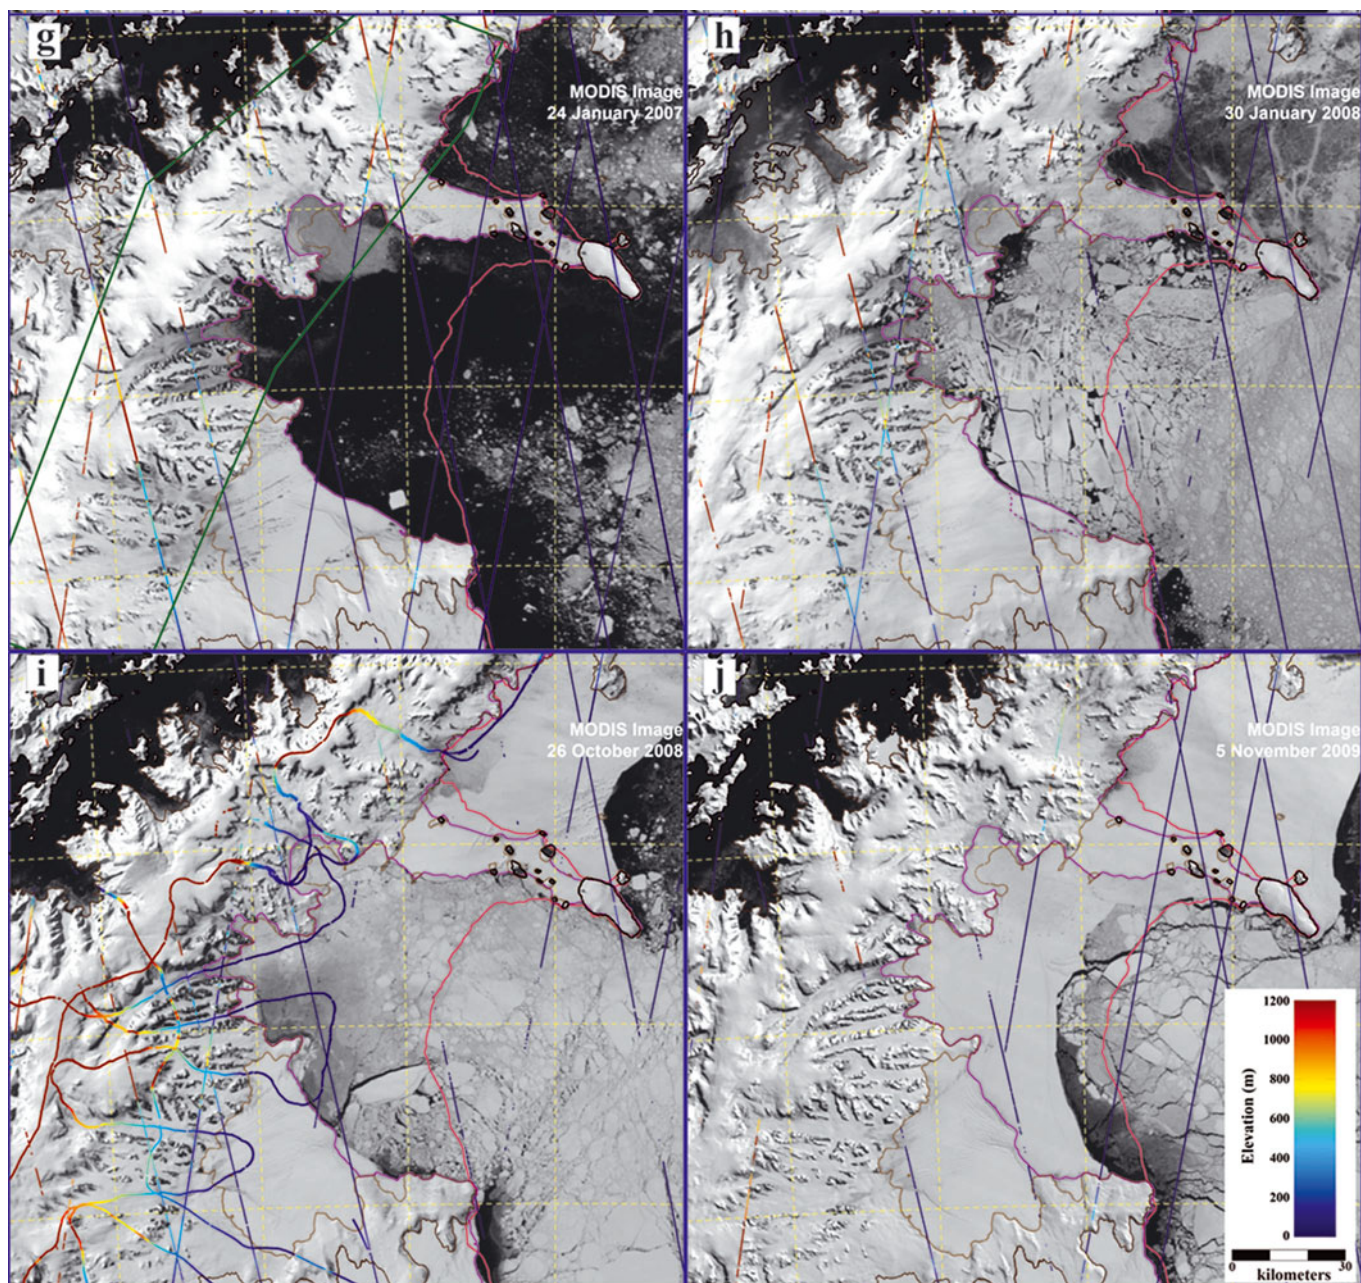 g
MODIS Image
24 January 2007
h
MODIS Image
30 January 2008
i
MODIS Image
26 October 2008
j
MODIS Image
5 November 2009
Elevation (m)
1200
1000
800
600
400
200
0
0
30
kilometers